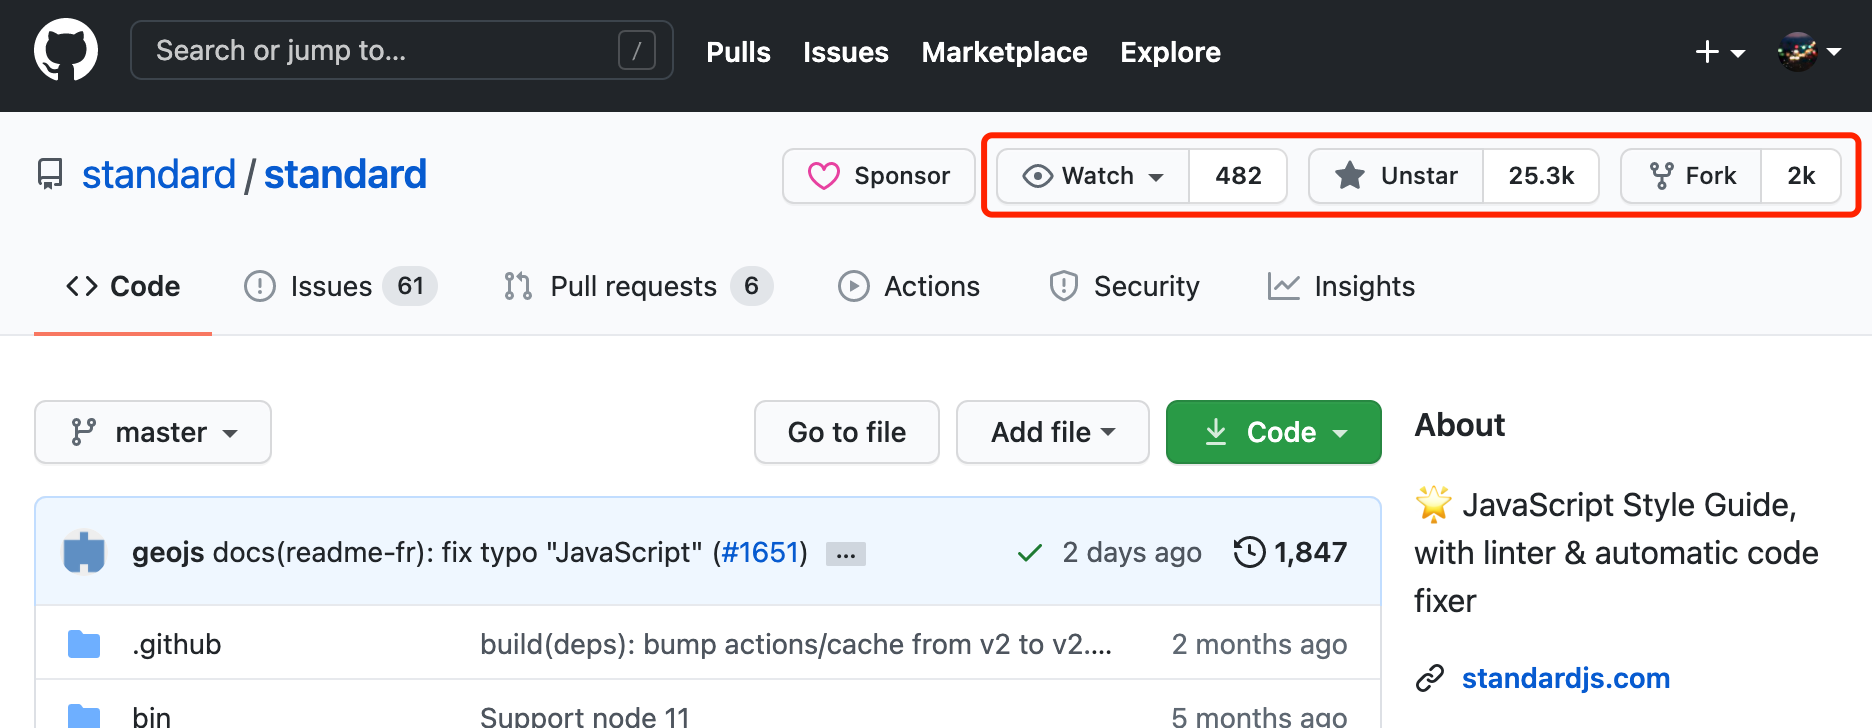 Search or jump to... /
Pulls Issues Marketplace Explore
standard / standard
Sponsor Watch 482 Unstar 25.3k Fork 2k
Code Issues 61 Pull requests 6 Actions Security Insights
master Go to file Add file Code
About
🌟 JavaScript Style Guide,
with linter & automatic code
fixer
standardjs.com
geojs docs(readme-fr): fix typo "JavaScript" (#1651) ... 2 days ago 1,847
.github build(deps): bump actions/cache from v2 to v2.... 2 months ago
bin Support node 11 5 months ago